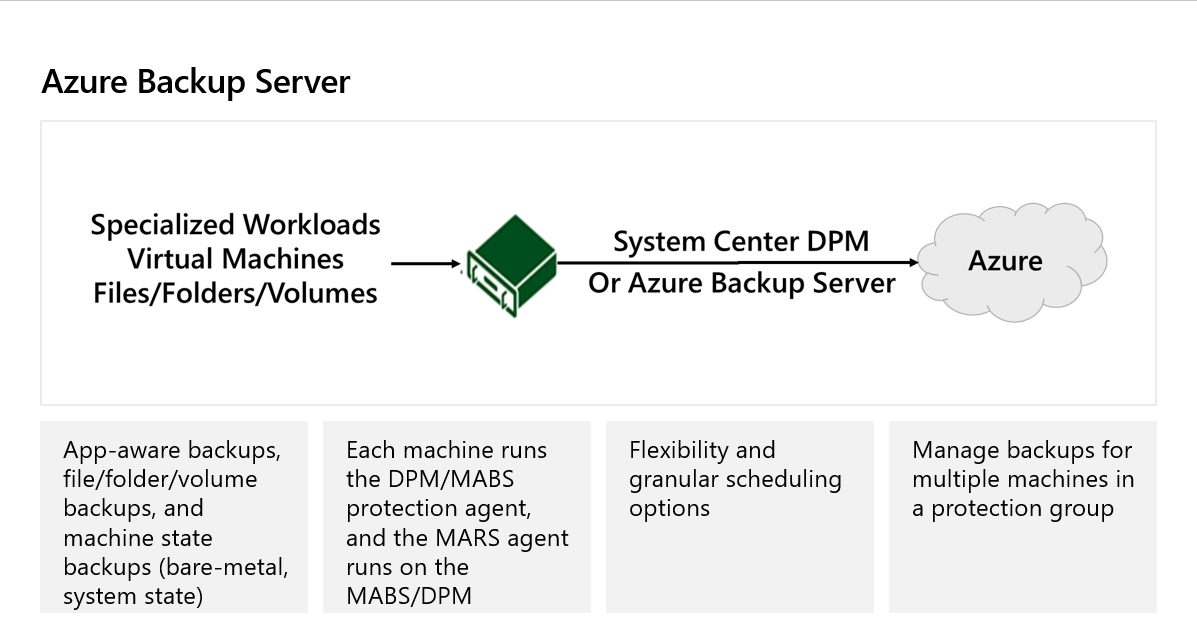 Azure Backup Server
Specialized Workloads
Virtual Machines
Files/Folders/Volumes
System Center DPM
Or Azure Backup Server
Azure
App-aware backups,
file/folder/volume
backups, and
machine state
backups (bare-metal,
system state)
Each machine runs
the DPM/MABS
protection agent,
and the MARS agent
runs on the
MABS/DPM
Flexibility and
granular scheduling
options
Manage backups for
multiple machines in
a protection group